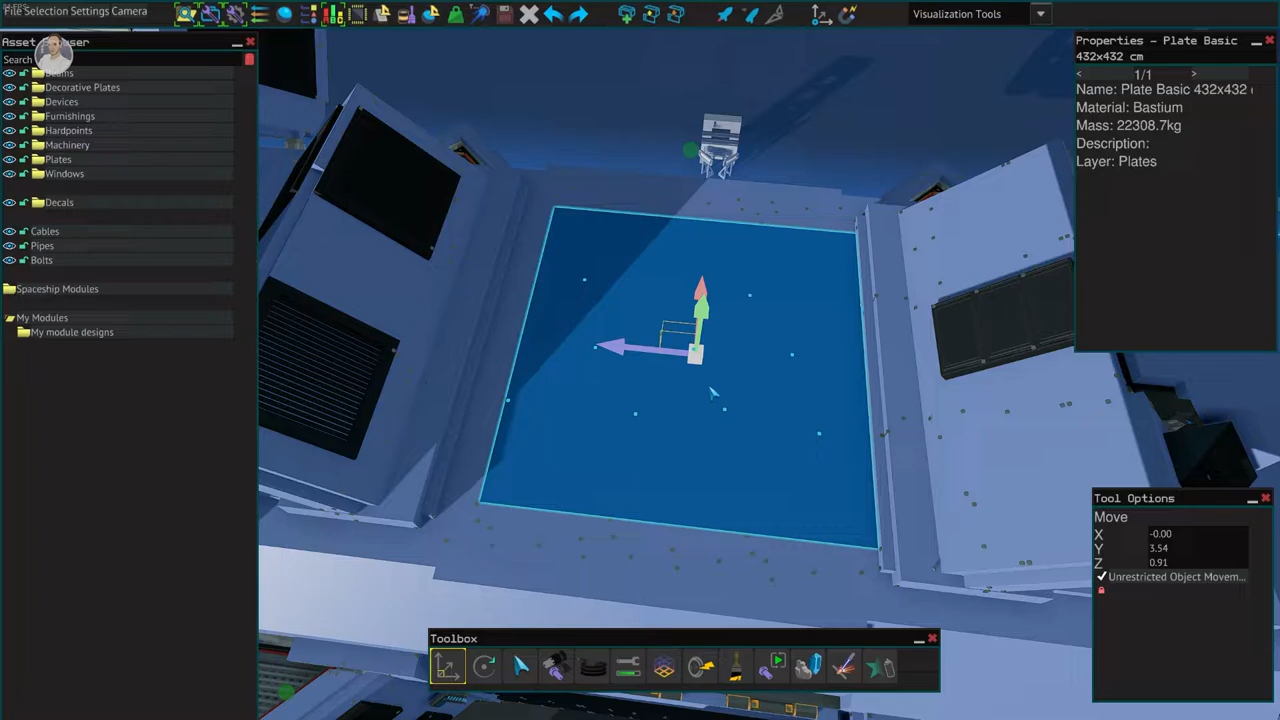 File Selection Settings Camera
Visualization Tools
Asset Browser
Search
Beams
Decorative Plates
Devices
Furnishings
Hardpoints
Machinery
Plates
Windows
Decals
Cables
Pipes
Bolts
Spaceship Modules
My Modules
My module designs
Properties - Plate Basic
432x432 cm
< 1/1 >
Name: Plate Basic 432x432
Material: Bastium
Mass: 22308.7kg
Description:
Layer: Plates
Tool Options
Move
X -0.00
Y 3.54
Z 0.91
Unrestricted Object Movem...
Toolbox